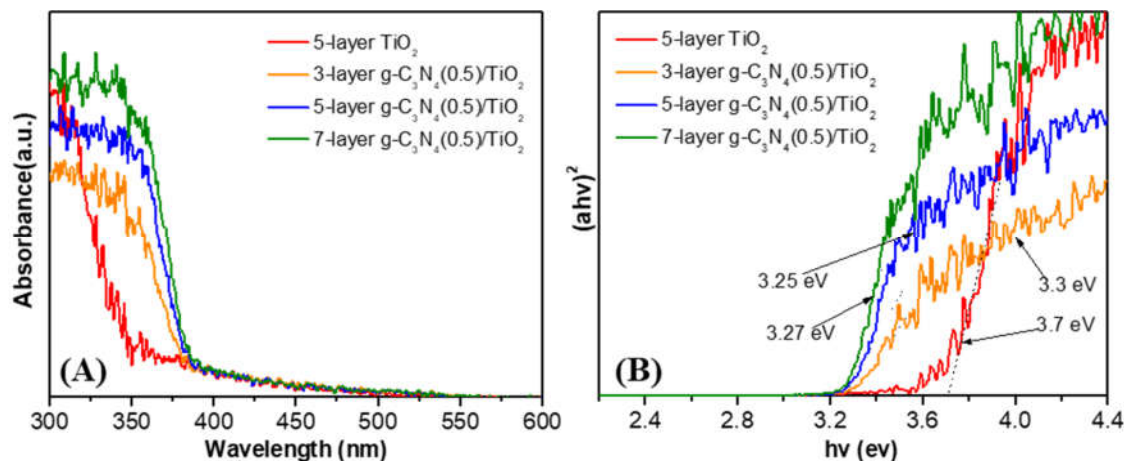 5-layer TiO₂
3-layer g-C₃N₄(0.5)/TiO₂
5-layer g-C₃N₄(0.5)/TiO₂
7-layer g-C₃N₄(0.5)/TiO₂
Absorbance(a.u.)
(A)
300 350 400 450 500 550 600
Wavelength (nm)
5-layer TiO₂
3-layer g-C₃N₄(0.5)/TiO₂
5-layer g-C₃N₄(0.5)/TiO₂
7-layer g-C₃N₄(0.5)/TiO₂
(ahv)²
3.25 eV
3.3 eV
3.27 eV
3.7 eV
(B)
2.4 2.8 3.2 3.6 4.0 4.4
hv (ev)